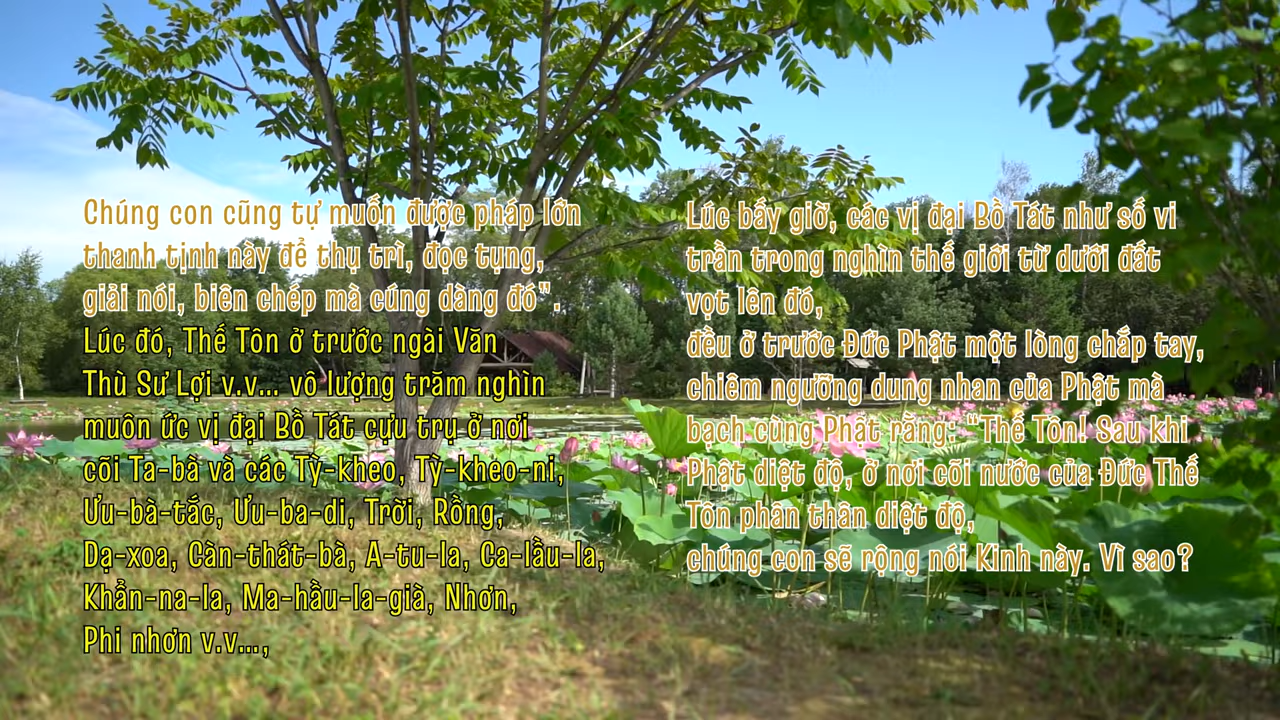 Chúng con cũng tự muốn được pháp lớn
thanh tịnh này để thụ trì, đọc tụng,
giải nói, biên chép mà cúng dàng đó”.
Lúc đó, Thế Tôn ở trước ngài Văn
Thù Sư Lợi v.v... vô lượng trăm nghìn
muôn ức vị đại Bồ Tát cựu trụ ở nơi
cõi Ta-bà và các Tỳ-kheo, Tỳ-kheo-ni,
Ưu-bà-tắc, Ưu-ba-di, Trời, Rồng,
Dạ-xoa, Càn-thát-bà, A-tu-la, Ca-lầu-la,
Khẩn-na-la, Ma-hầu-la-già, Nhơn,
Phi nhơn v.v...,
Lúc bấy giờ, các vị đại Bồ Tát như số vi
trần trong nghìn thế giới từ dưới đất
vọt lên đó,
đều ở trước Đức Phật một lòng chắp tay,
chiêm ngưỡng dung nhan của Phật mà
bạch cùng Phật rằng: “Thế Tôn! Sau khi
Phật diệt độ, ở nơi cõi nước của Đức Thế
Tôn phân thân diệt độ,
chúng con sẽ rộng nói Kinh này. Vì sao?